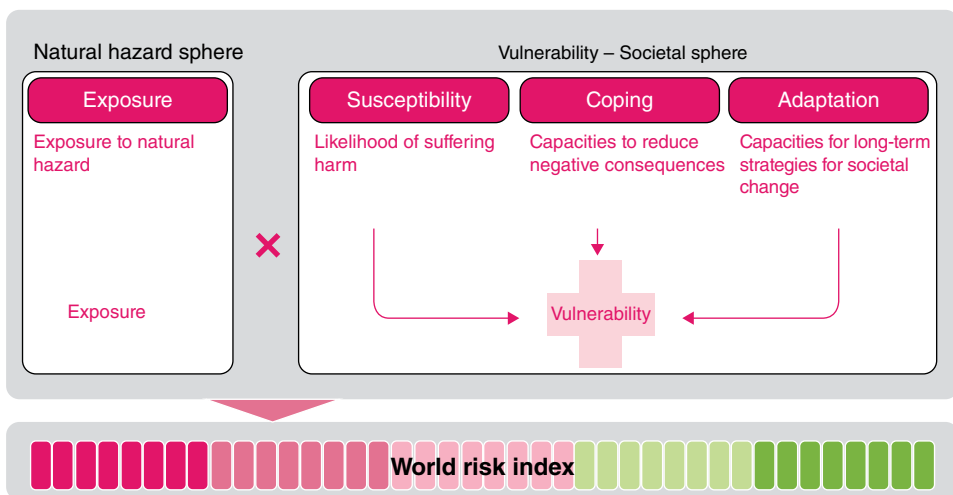 Natural hazard sphere
Vulnerability – Societal sphere
Exposure
Susceptibility
Coping
Adaptation
Exposure to natural
hazard
Likelihood of suffering
harm
Capacities to reduce
negative consequences
Capacities for long-term
strategies for societal
change
×
Exposure
Vulnerability
World risk index